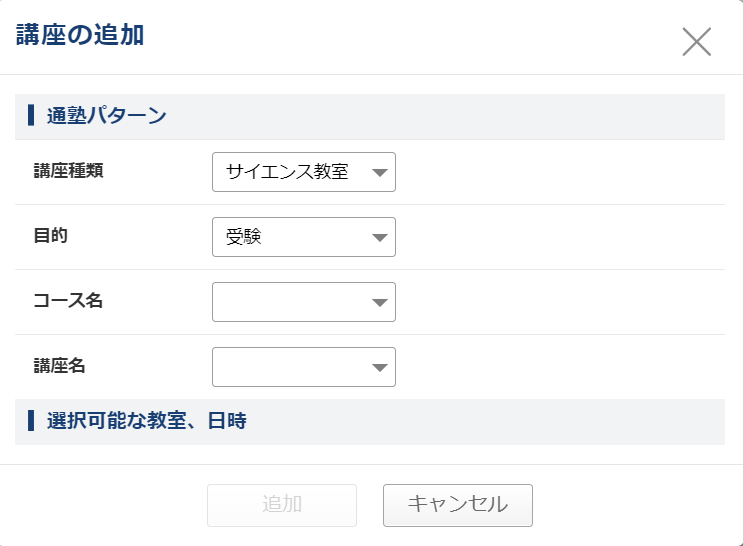 講座の追加
通塾パターン
講座種類
サイエンス教室
目的
受験
コース名
講座名
選択可能な教室、日時
追加
キャンセル